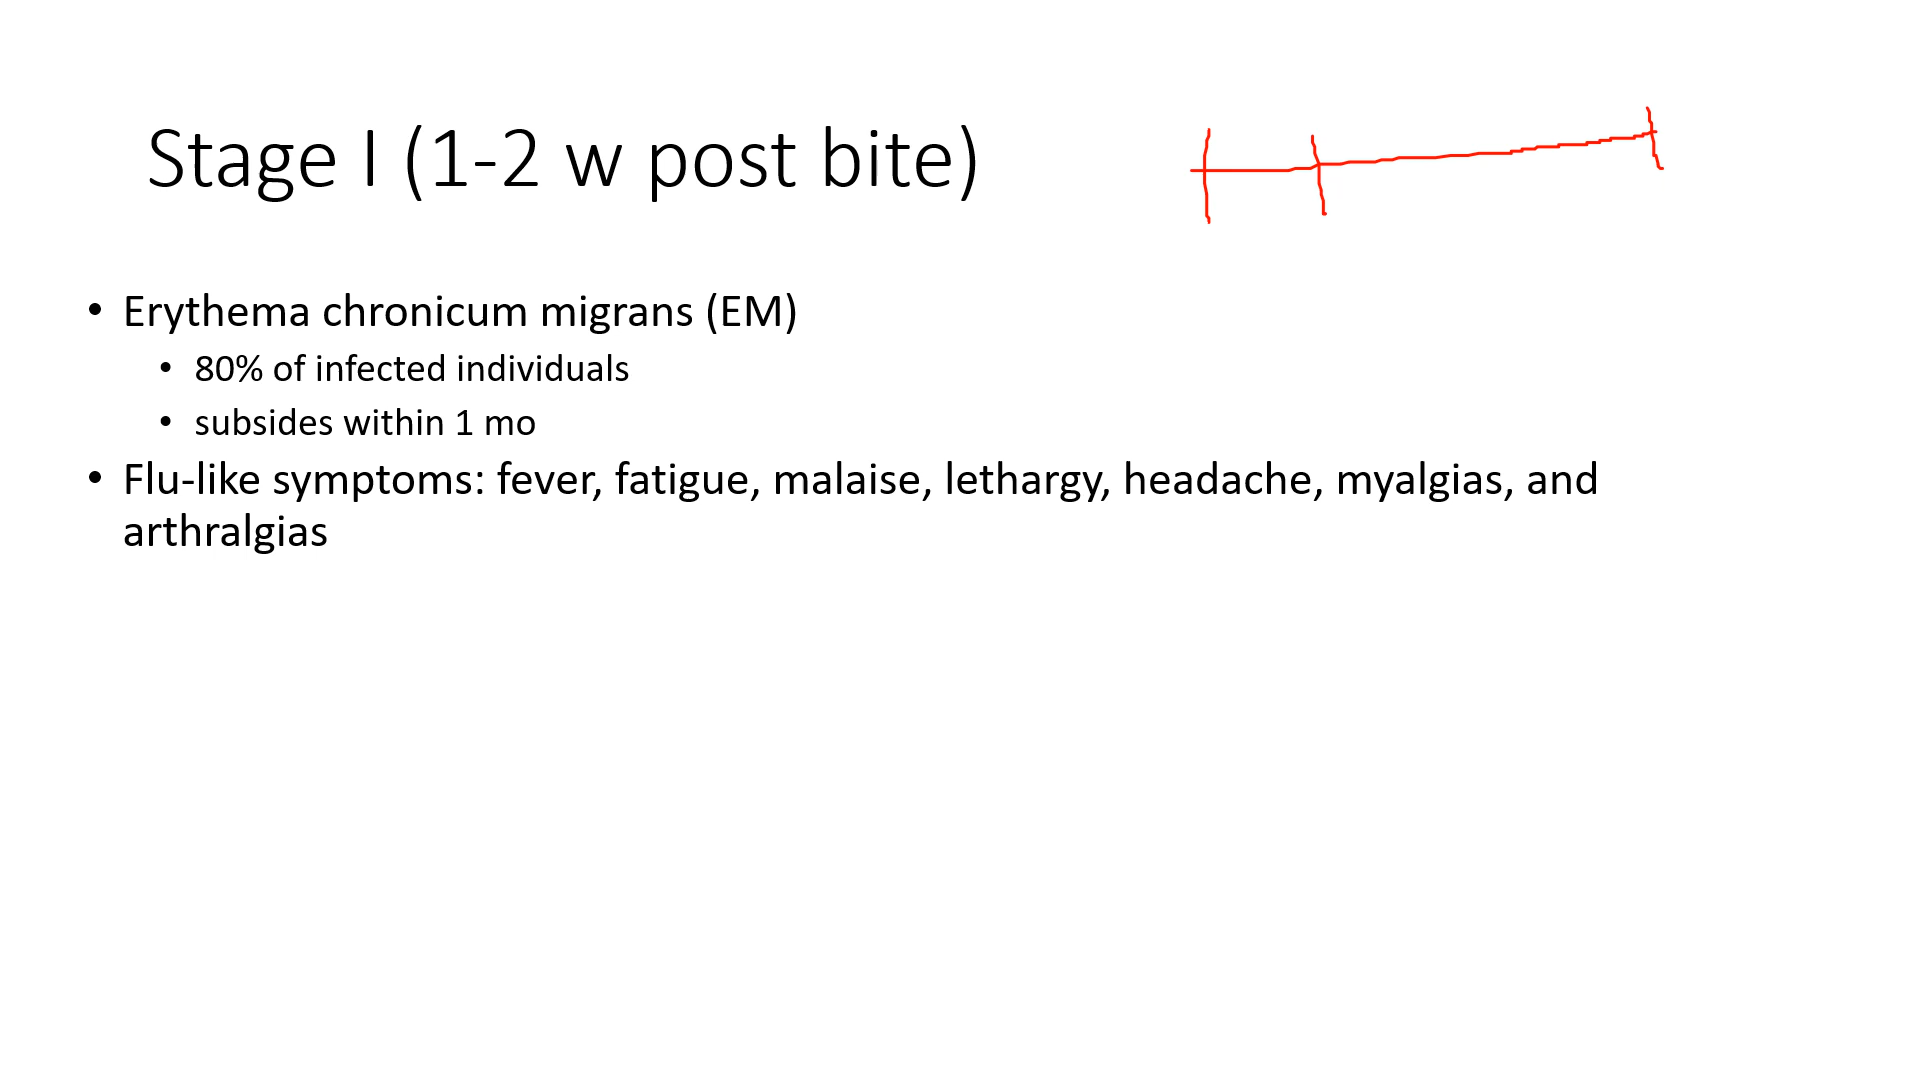 Stage I (1-2 w post bite)
• Erythema chronicum migrans (EM)
• 80% of infected individuals
• subsides within 1 mo
• Flu-like symptoms: fever, fatigue, malaise, lethargy, headache, myalgias, and
arthralgias